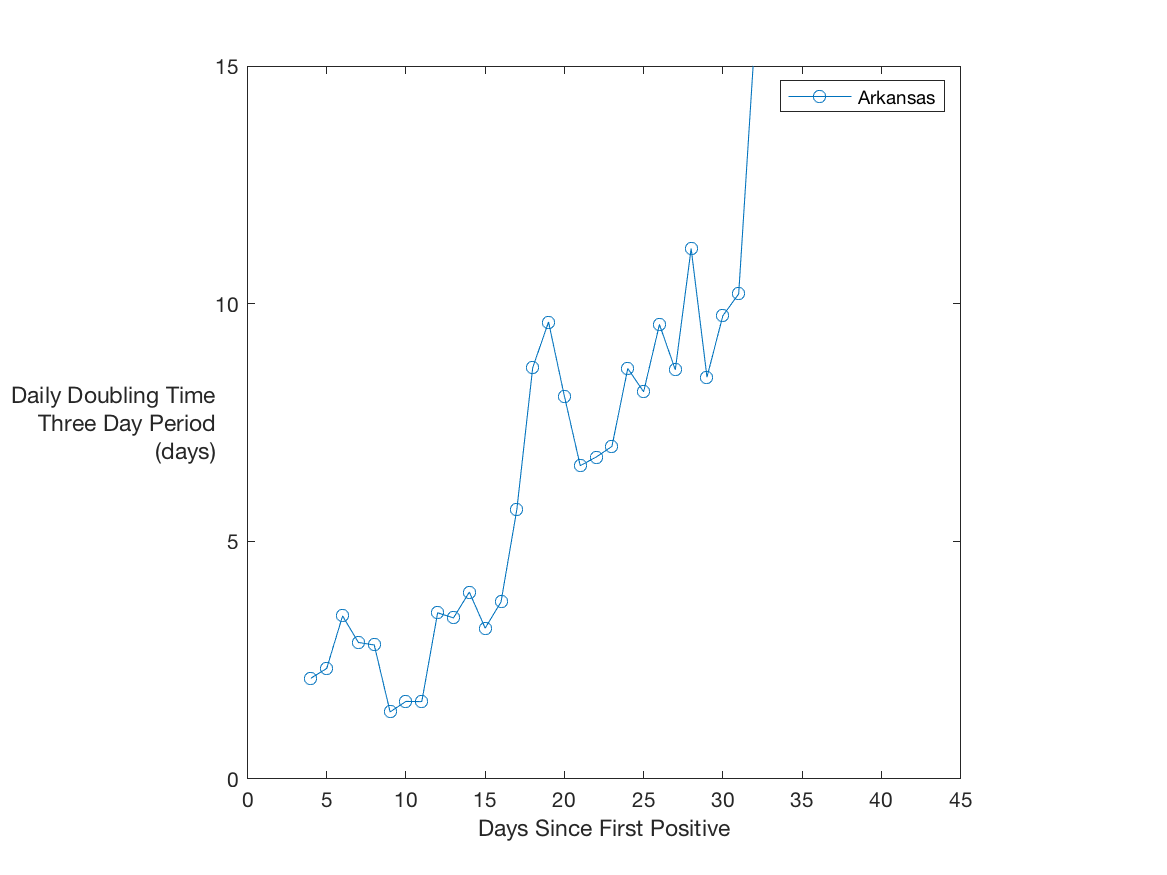 15
10
5
0
Daily Doubling Time
Three Day Period
(days)
Arkansas
0 5 10 15 20 25 30 35 40 45
Days Since First Positive